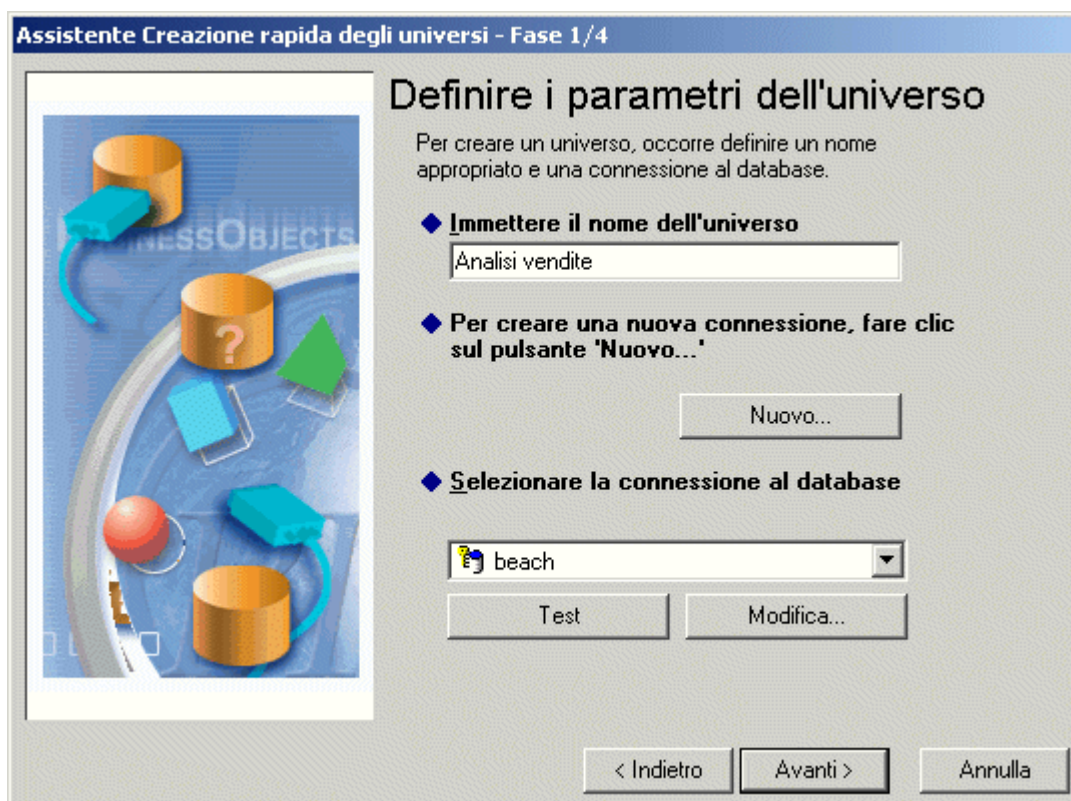 Assistente Creazione rapida degli universi - Fase 1/4
Definire i parametri dell'universo
Per creare un universo, occorre definire un nome
appropriato e una connessione al database.
Immettere il nome dell'universo
Analisi vendite
Per creare una nuova connessione, fare clic
sul pulsante 'Nuovo...'
Nuovo...
Selezionare la connessione al database
beach
Test
Modifica...
< Indietro
Avanti >
Annulla
?